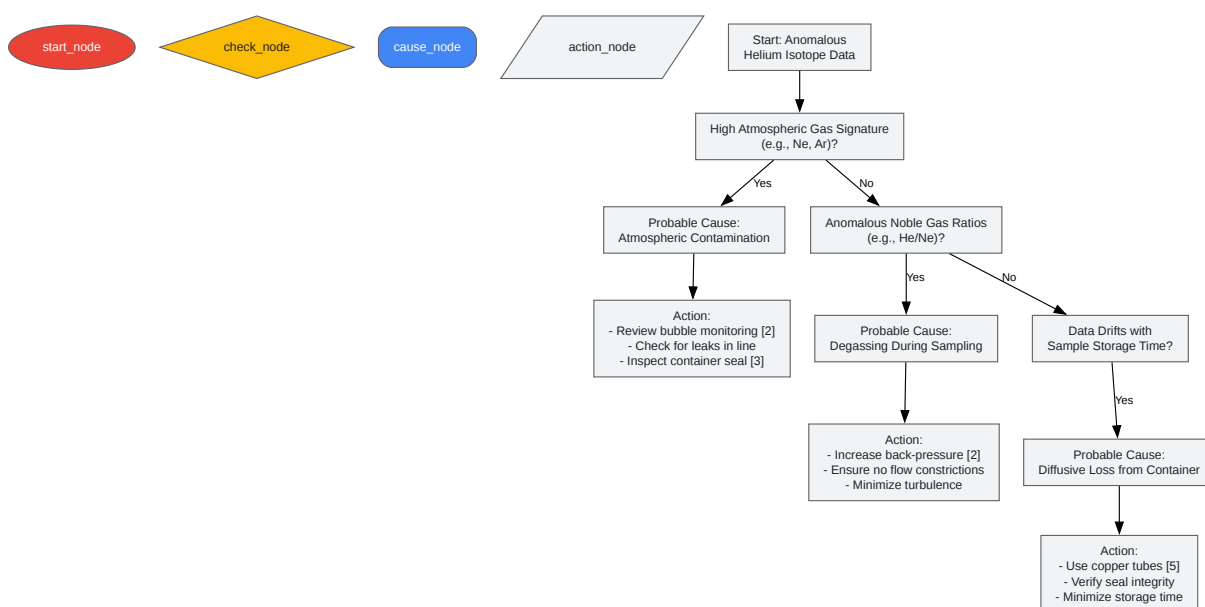 start_node
check_node
cause_node
action_node
Start: Anomalous
Helium Isotope Data
High Atmospheric Gas Signature
(e.g., Ne, Ar)?
Yes
No
Probable Cause:
Atmospheric Contamination
Anomalous Noble Gas Ratios
(e.g., He/Ne)?
Yes
No
Action:
- Review bubble monitoring [2]
- Check for leaks in line
- Inspect container seal [3]
Probable Cause:
Degassing During Sampling
Data Drifts with
Sample Storage Time?
Yes
Action:
- Increase back-pressure [2]
- Ensure no flow constrictions
- Minimize turbulence
Probable Cause:
Diffusive Loss from Container
Action:
- Use copper tubes [5]
- Verify seal integrity
- Minimize storage time